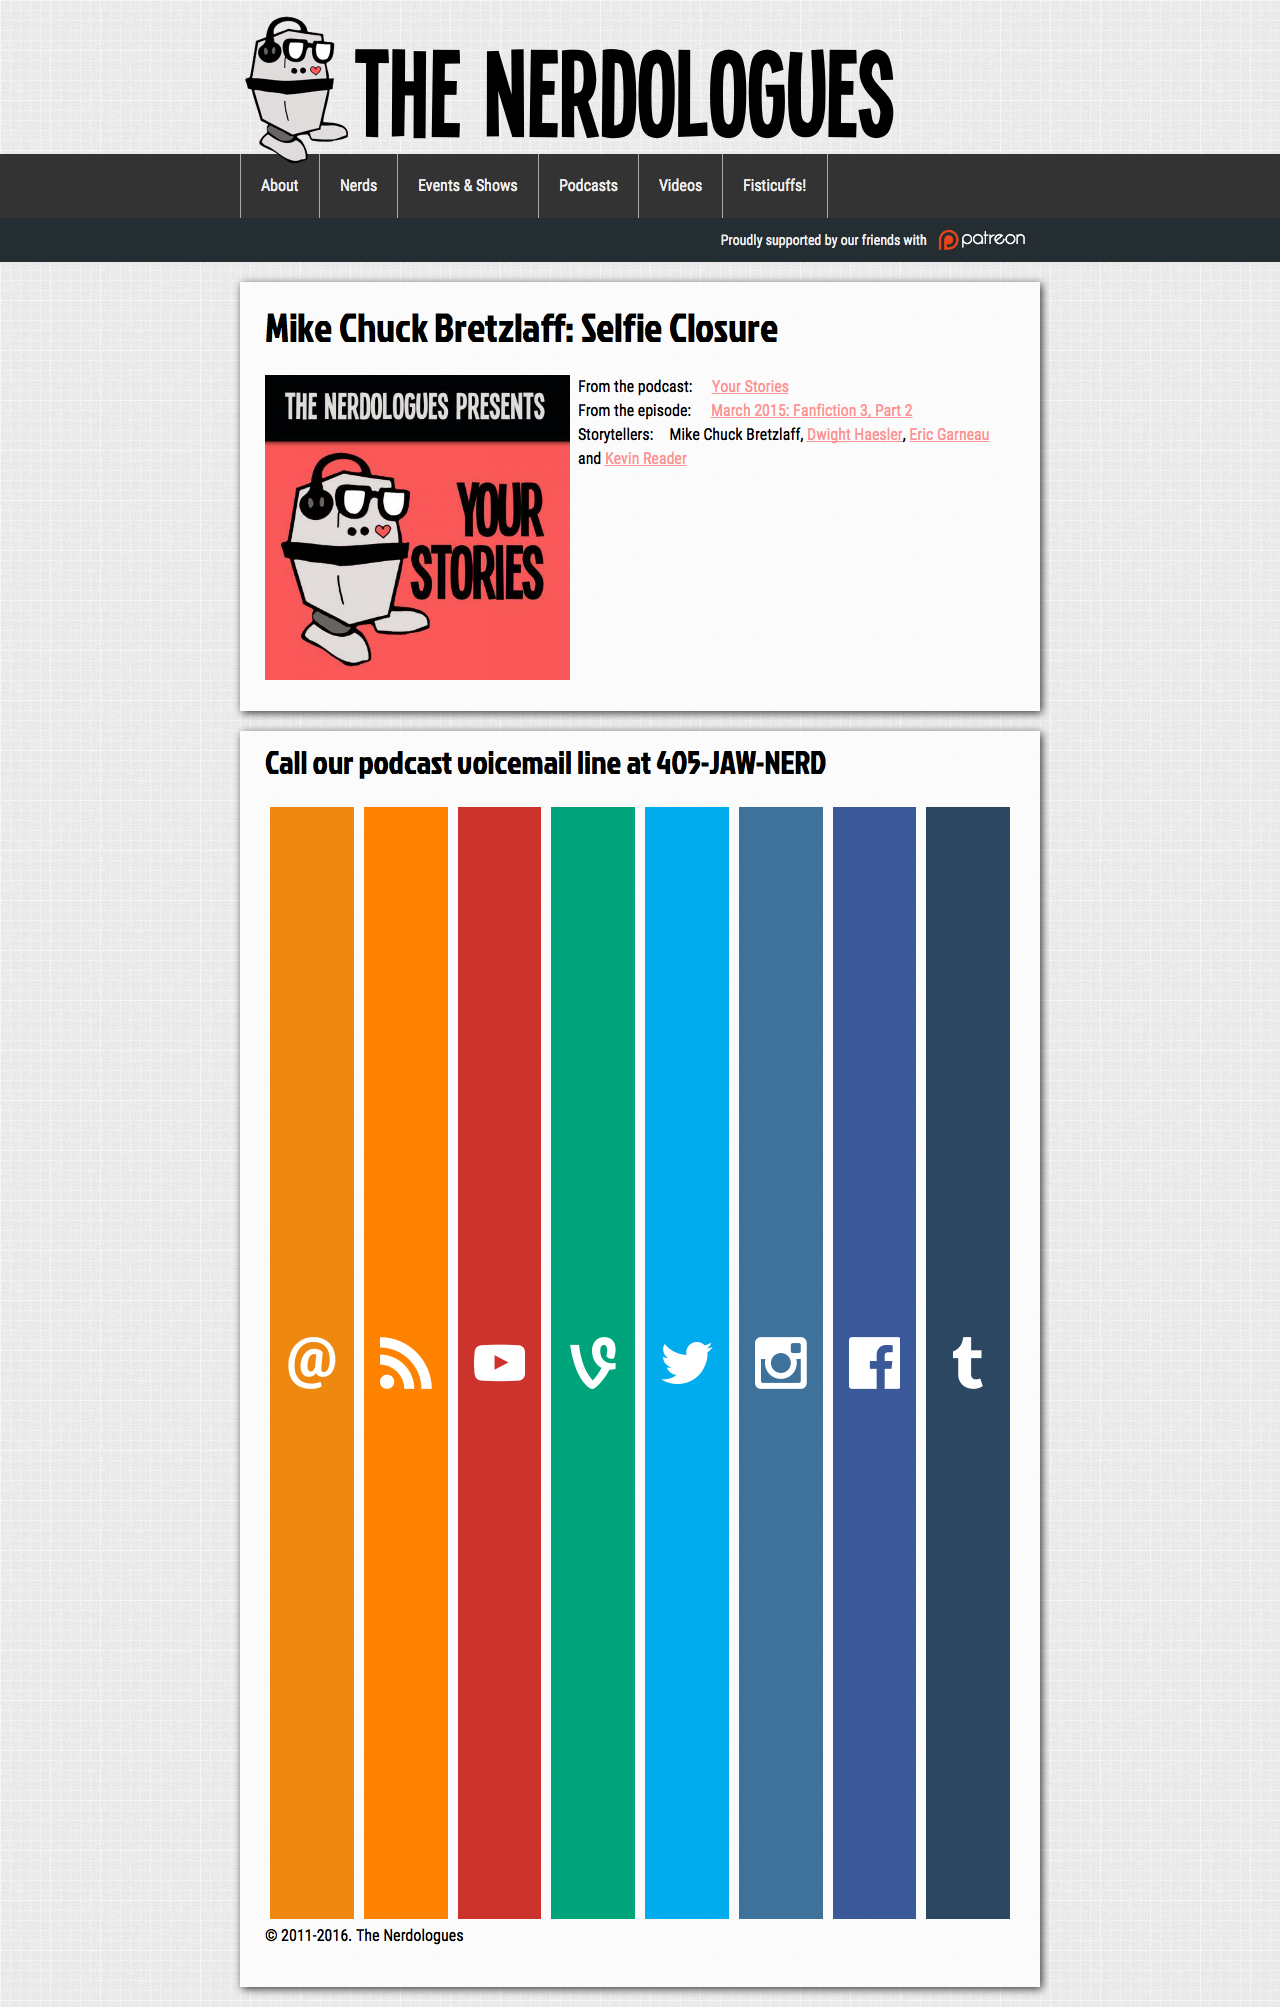 THE NERDOLOGUES
About
Nerds
Events & Shows
Podcasts
Videos
Fisticuffs!
Proudly supported by our friends with patreon
Mike Chuck Bretzlaff: Selfie Closure
THE NERDOLOGUES PRESENTS
YOUR
STORIES
From the podcast: Your Stories
From the episode: March 2015: Fanfiction 3, Part 2
Storytellers: Mike Chuck Bretzlaff, Dwight Haesler, Eric Garneau
and Kevin Reader
Call our podcast voicemail line at 405-JAW-NERD
© 2011-2016. The Nerdologues